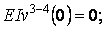 EIv³⁻⁴(0) = 0;